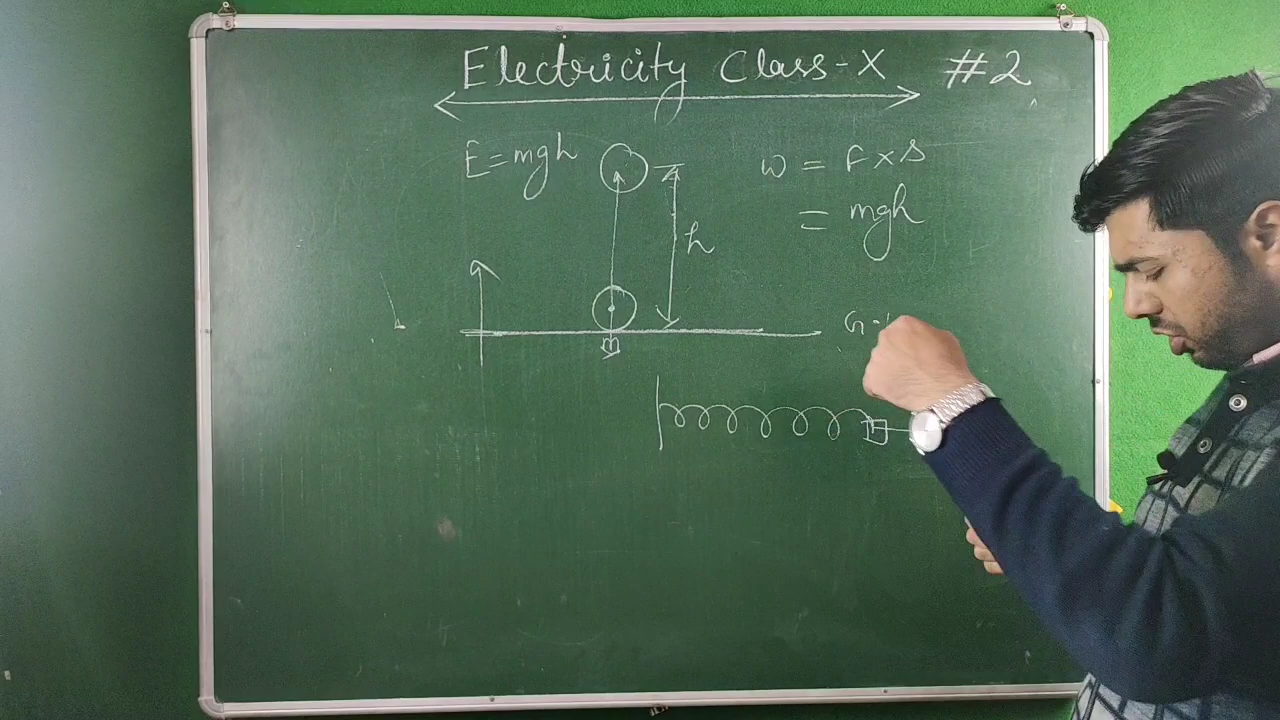 Electricity Class-X #2
E=mgh
w = F×s
= mgh
h
m